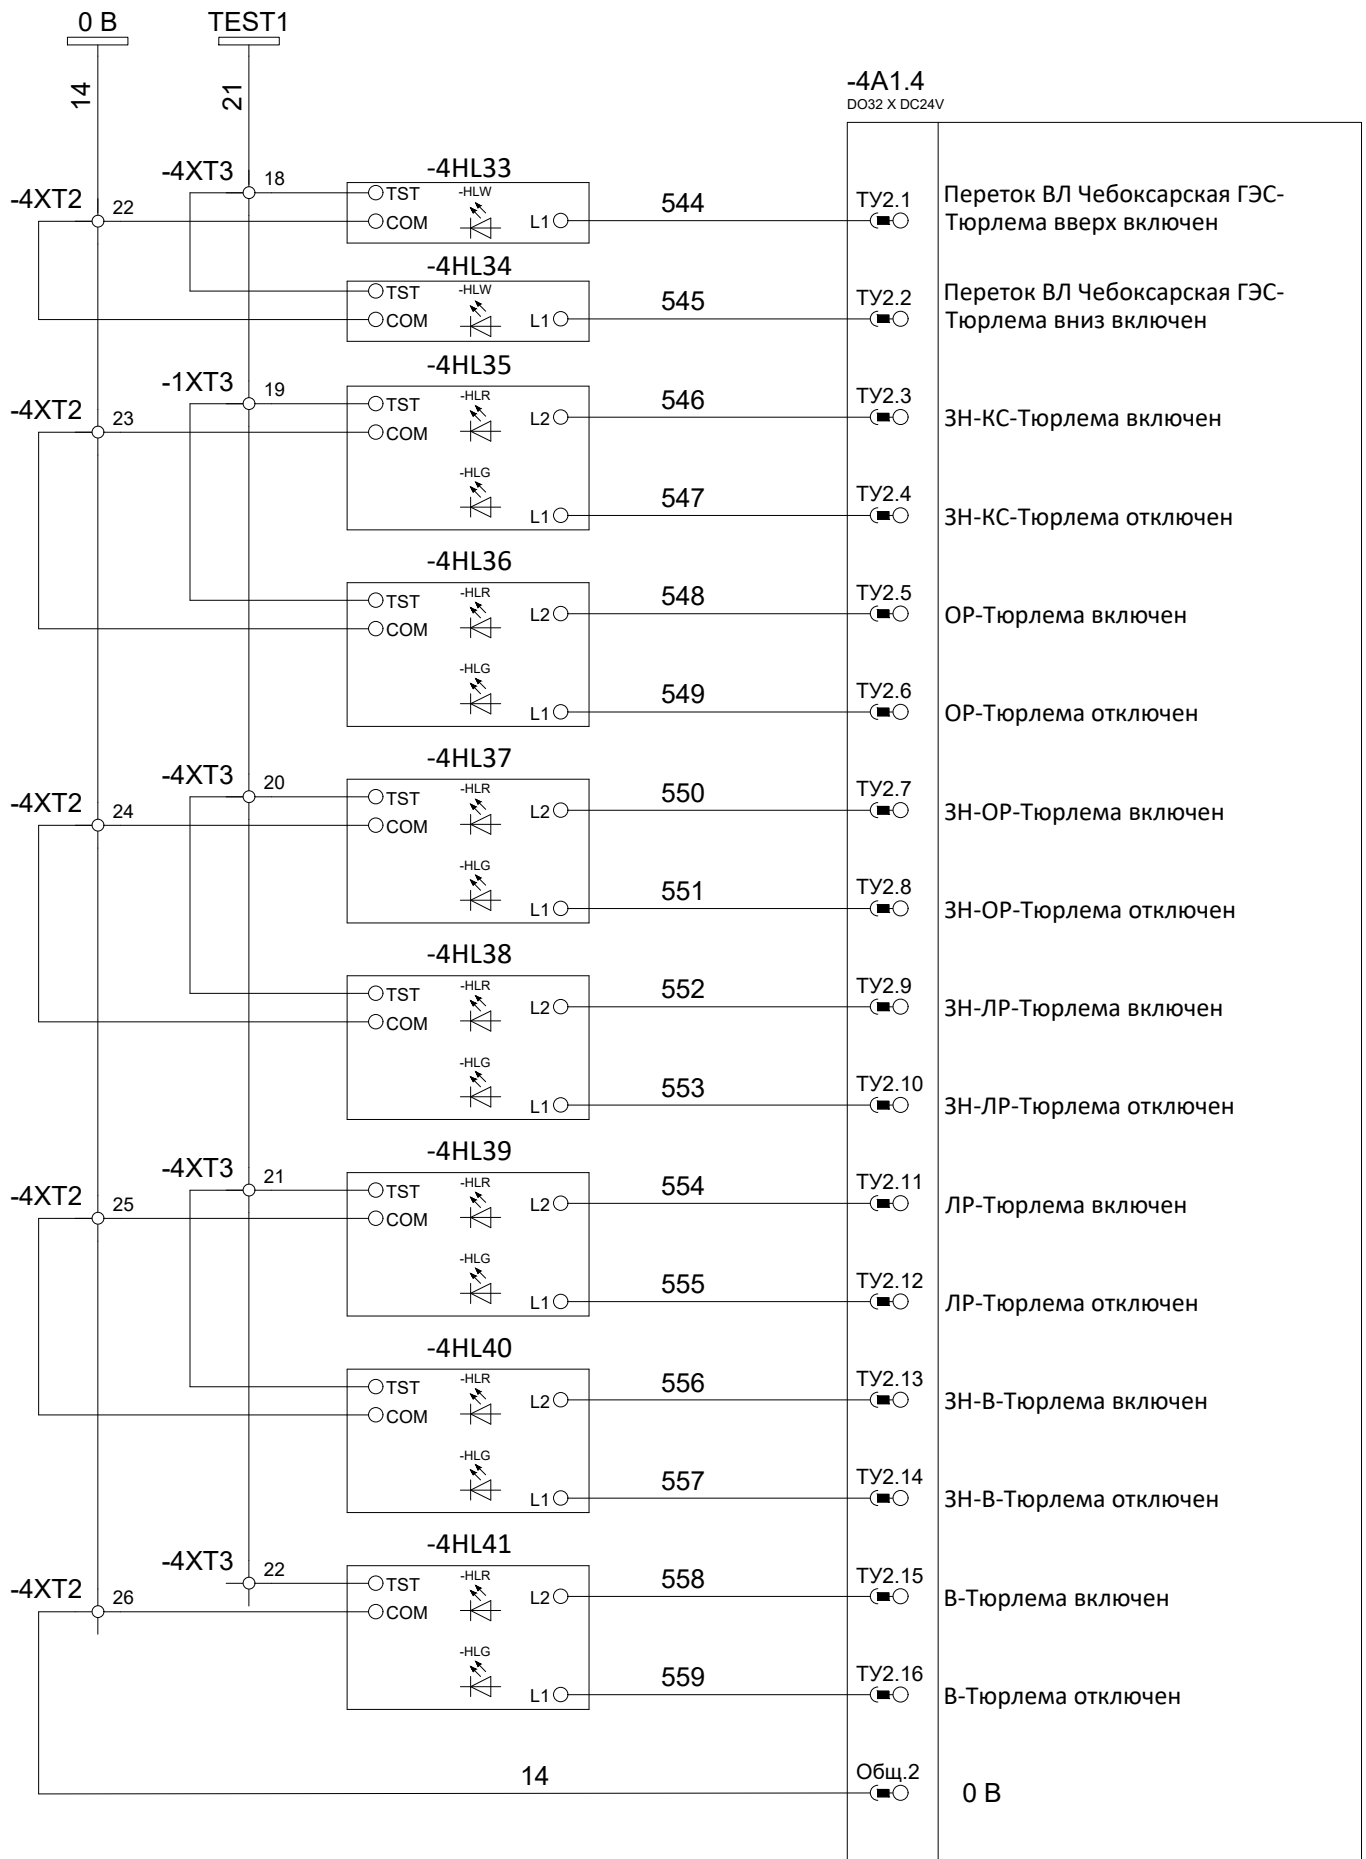 0 В
TEST1
14
21
-4A1.4
DO32 X DC24V
-4XT3
18
-4HL33
TST
-HLW
COM
L1
544
ТУ2.1
Переток ВЛ Чебоксарская ГЭС-
Тюрлема вверх включен
-4XT2
22
-4HL34
TST
-HLW
COM
L1
545
ТУ2.2
Переток ВЛ Чебоксарская ГЭС-
Тюрлема вниз включен
-1XT3
19
-4HL35
TST
-HLR
COM
L2
546
ТУ2.3
ЗН-КС-Тюрлема включен
-4XT2
23
-HLG
L1
547
ТУ2.4
ЗН-КС-Тюрлема отключен
-4HL36
TST
-HLR
COM
L2
548
ТУ2.5
ОР-Тюрлема включен
-HLG
L1
549
ТУ2.6
ОР-Тюрлема отключен
-4XT3
20
-4HL37
TST
-HLR
COM
L2
550
ТУ2.7
ЗН-ОР-Тюрлема включен
-4XT2
24
-HLG
L1
551
ТУ2.8
ЗН-ОР-Тюрлема отключен
-4HL38
TST
-HLR
COM
L2
552
ТУ2.9
ЗН-ЛР-Тюрлема включен
-HLG
L1
553
ТУ2.10
ЗН-ЛР-Тюрлема отключен
-4XT3
21
-4HL39
TST
-HLR
COM
L2
554
ТУ2.11
ЛР-Тюрлема включен
-4XT2
25
-HLG
L1
555
ТУ2.12
ЛР-Тюрлема отключен
-4HL40
TST
-HLR
COM
L2
556
ТУ2.13
ЗН-В-Тюрлема включен
-HLG
L1
557
ТУ2.14
ЗН-В-Тюрлема отключен
-4XT3
22
-4HL41
TST
-HLR
COM
L2
558
ТУ2.15
В-Тюрлема включен
-4XT2
26
-HLG
L1
559
ТУ2.16
В-Тюрлема отключен
14
Общ.2
0 В